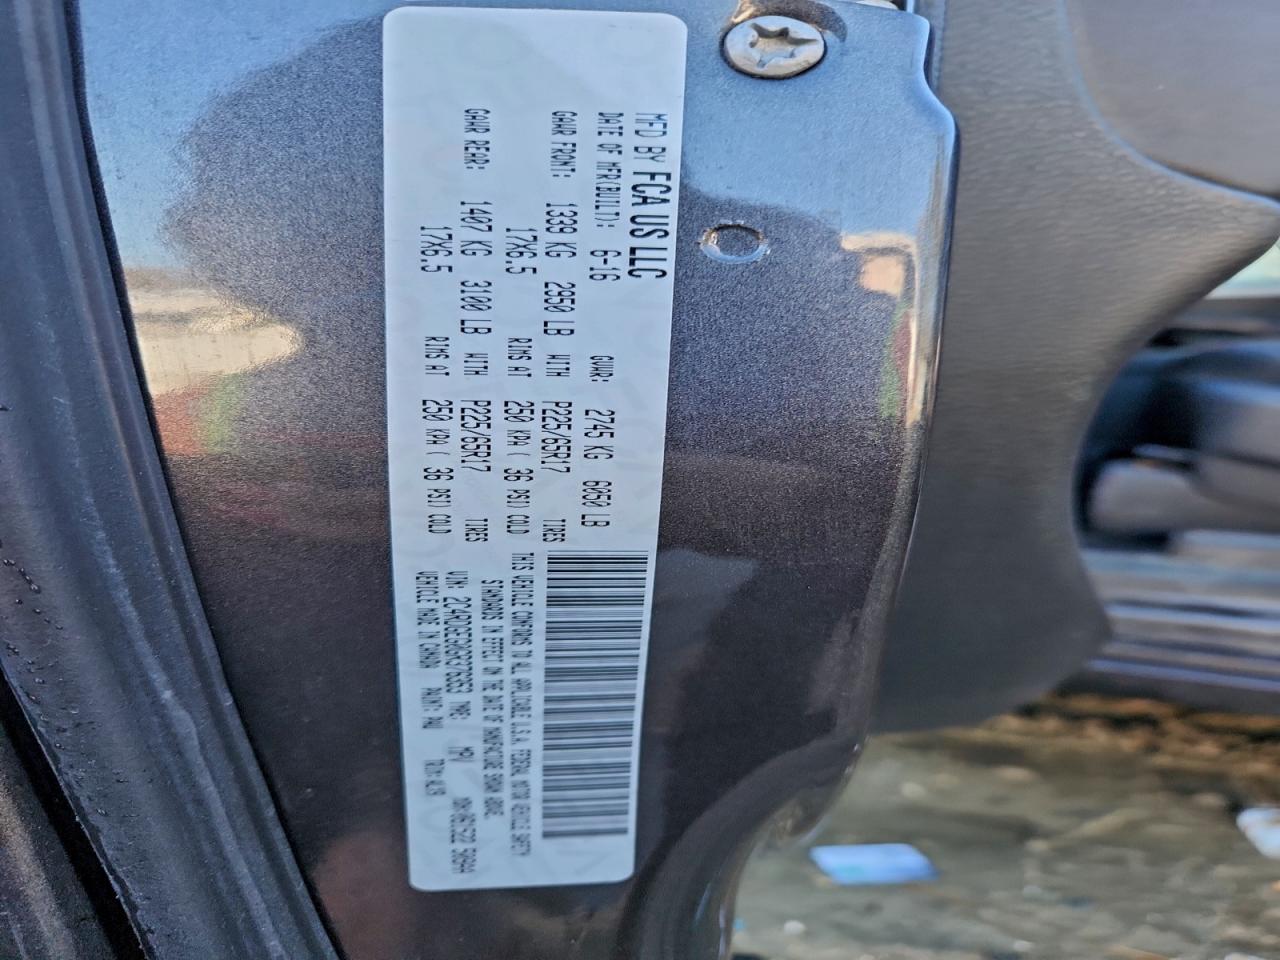 MFD BY FCA US LLC
DATE OF MFR(BUILT): 6-16 GVWR: 2745 KG 6050 LB
GAWR FRONT: 1339 KG 2950 LB WITH P225/65R17 TIRES
17X6.5 RIMS AT 250 KPA ( 36 PSI) COLD
GAWR REAR: 1407 KG 3100 LB WITH P225/65R17 TIRES
17X6.5 RIMS AT 250 KPA ( 36 PSI) COLD
THIS VEHICLE CONFORMS TO ALL APPLICABLE U.S.A. FEDERAL MOTOR VEHICLE SAFETY
STANDARDS IN EFFECT ON THE DATE OF MANUFACTURE SHOWN ABOVE.
VIN: TYPE: MPV
VEHICLE MADE IN CANADA PAINT: PAU TRIM: